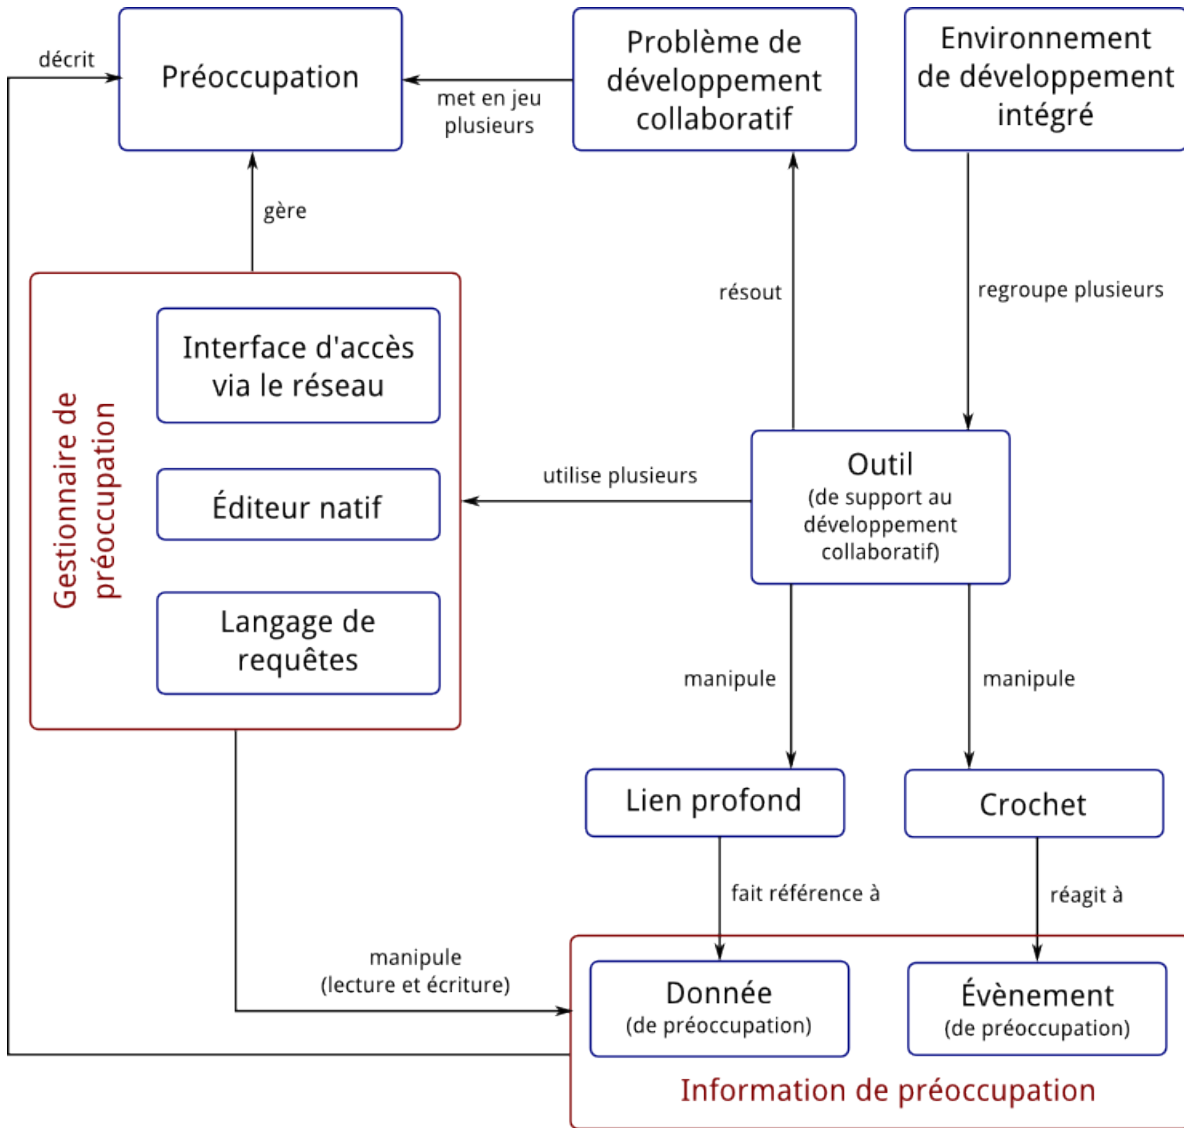 décrit
Préoccupation
met en jeu
plusieurs
Problème de
développement
collaboratif
Environnement
de développement
intégré
gère
résout
regroupe plusieurs
Gestionnaire de
préoccupation
Interface d'accès
via le réseau
Éditeur natif
Langage de
requêtes
utilise plusieurs
Outil
(de support au
développement
collaboratif)
manipule
manipule
Lien profond
Crochet
fait référence à
réagit à
manipule
(lecture et écriture)
Donnée
(de préoccupation)
Évènement
(de préoccupation)
Information de préoccupation